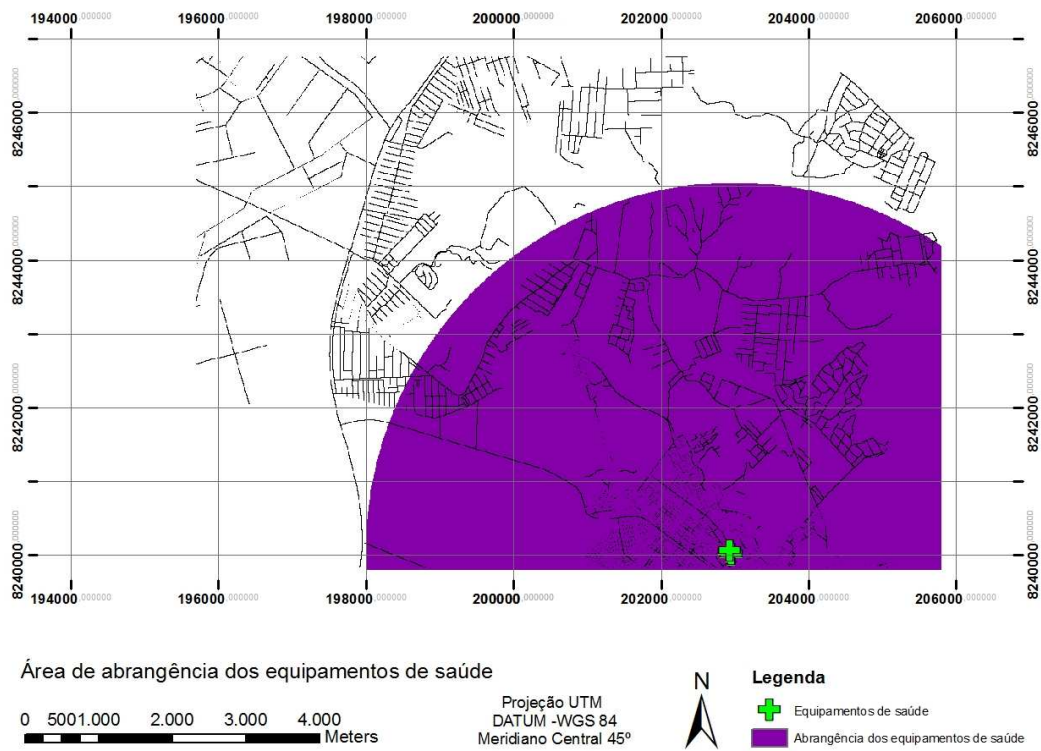 194000.000000 196000.000000 198000.000000 200000.000000 202000.000000 204000.000000 206000.000000
8246000.000000 8246000.000000
8244000.000000 8244000.000000
8242000.000000 8242000.000000
8240000.000000 8240000.000000
194000.000000 196000.000000 198000.000000 200000.000000 202000.000000 204000.000000 206000.000000
Área de abrangência dos equipamentos de saúde
0 5001.000 2.000 3.000 4.000
Meters
Projeção UTM
DATUM -WGS 84
Meridiano Central 45º
N
Legenda
Equipamentos de saúde
Abrangência dos equipamentos de saúde